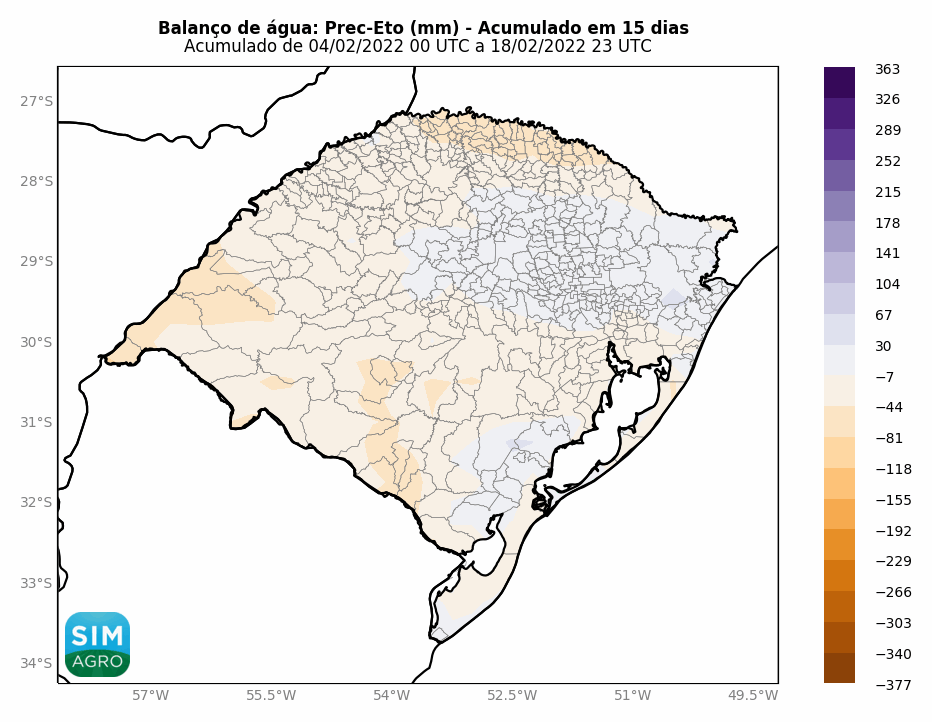 Balanço de água: Prec-Eto (mm) - Acumulado em 15 dias
Acumulado de 04/02/2022 00 UTC a 18/02/2022 23 UTC
27°S
28°S
29°S
30°S
31°S
32°S
33°S
34°S
57°W
55.5°W
54°W
52.5°W
51°W
49.5°W
363
326
289
252
215
178
141
104
67
30
−7
−44
−81
−118
−155
−192
−229
−266
−303
−340
−377
SIM
AGRO